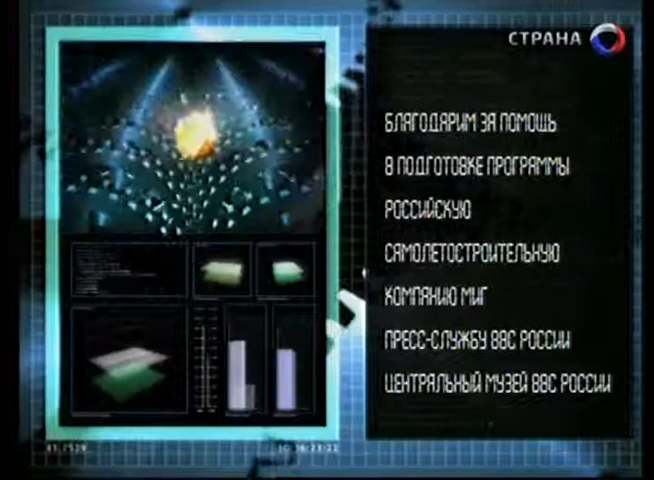 СТРАНА
БЛАГОДАРИМ ЗА ПОМОЩЬ
В ПОДГОТОВКЕ ПРОГРАММЫ
РОССИЙСКУЮ
САМОЛЕТОСТРОИТЕЛЬНУЮ
КОМПАНИЮ МИГ
ПРЕСС-СЛУЖБУ ВВС РОССИИ
ЦЕНТРАЛЬНЫЙ МУЗЕЙ ВВС РОССИИ